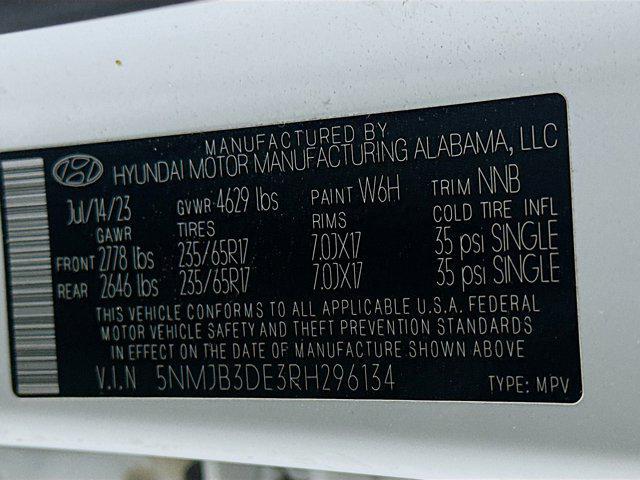 MANUFACTURED BY
HYUNDAI MOTOR MANUFACTURING ALABAMA, LLC
Jul/14/23 GVWR 4629 lbs PAINT W6H TRIM NNB
GAWR TIRES RIMS COLD TIRE INFL
FRONT 2778 lbs 235/65R17 7.0JX17 35 psi SINGLE
REAR 2646 lbs 235/65R17 7.0JX17 35 psi SINGLE
THIS VEHICLE CONFORMS TO ALL APPLICABLE U.S.A. FEDERAL
MOTOR VEHICLE SAFETY AND THEFT PREVENTION STANDARDS
IN EFFECT ON THE DATE OF MANUFACTURE SHOWN ABOVE.
V.I.N 5NMJB3DE3RH296134 TYPE: MPV